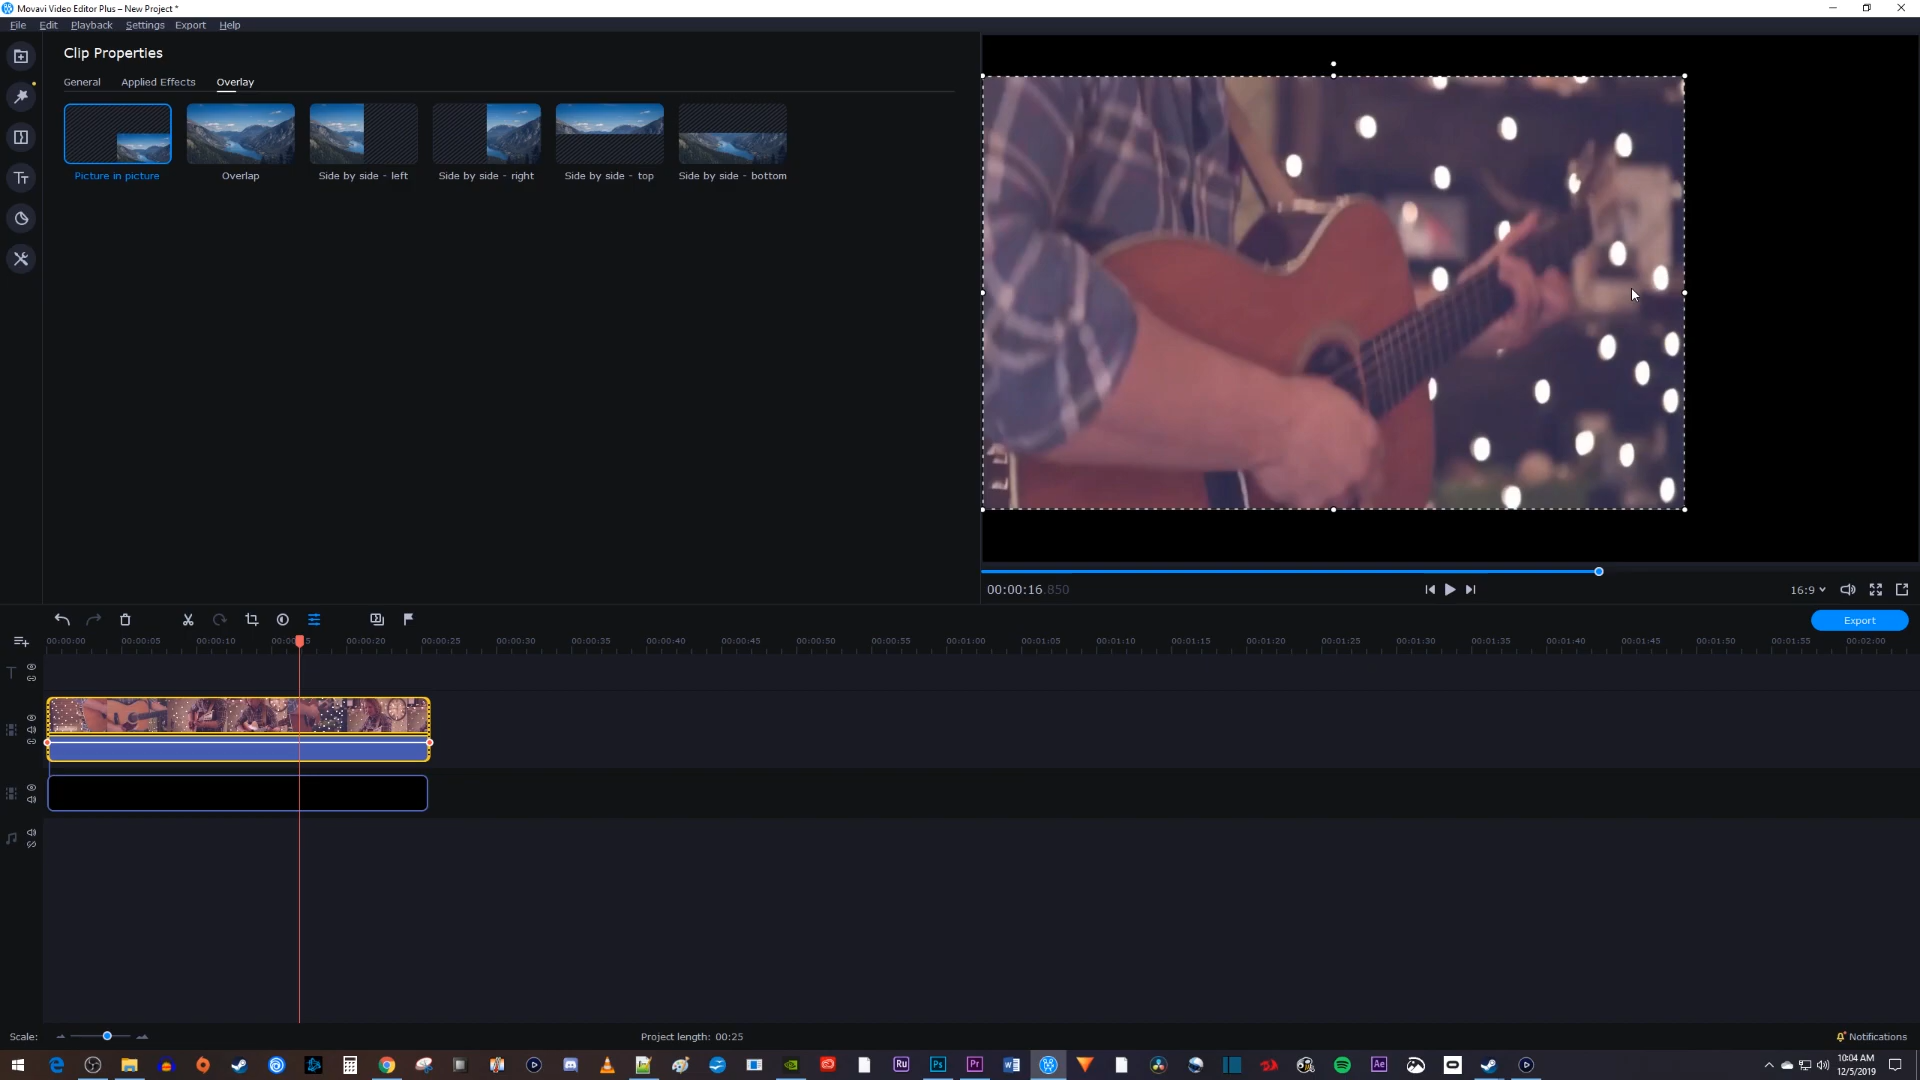 Movavi Video Editor Plus – New Project *
File Edit Playback Settings Export Help
Clip Properties
General Applied Effects Overlay
Picture in picture Overlap Side by side - left Side by side - right Side by side - top Side by side - bottom
00:00:16.850
16:9
Export
00:00:00 00:00:05 00:00:10 00:00:20 00:00:25 00:00:30 00:00:35 00:00:40 00:00:45 00:00:50 00:00:55 00:01:00 00:01:05 00:01:10 00:01:15 00:01:20 00:01:25 00:01:30 00:01:35 00:01:40 00:01:45 00:01:50 00:01:55 00:02:00
Scale:
Project length: 00:25
Notifications
Ru Ps Pr Ae
10:04 AM
12/5/2019